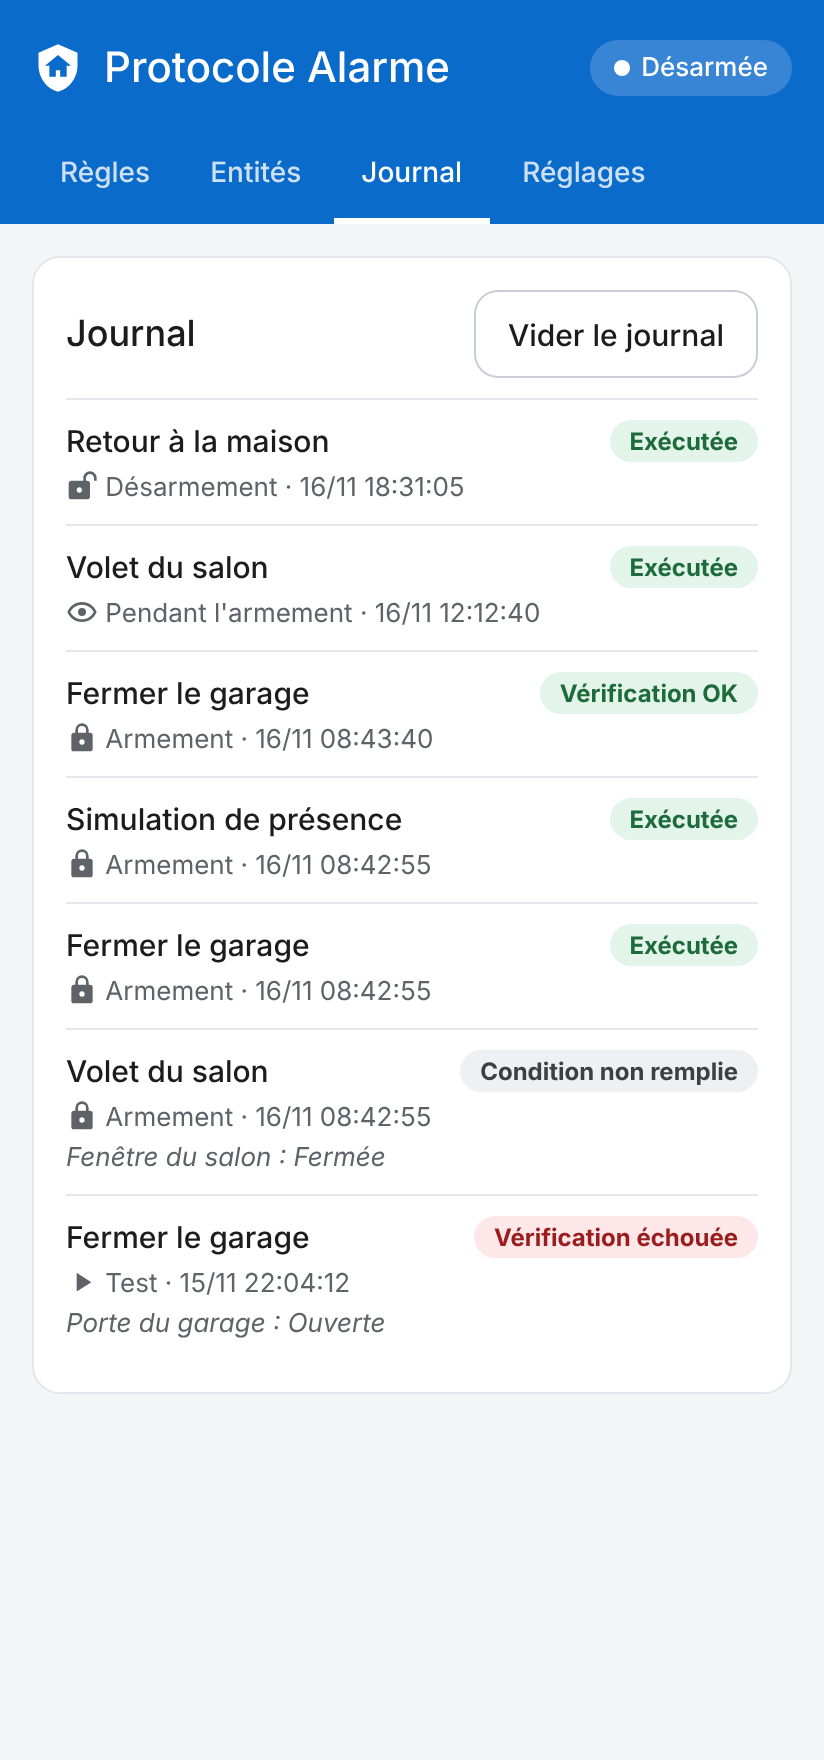 Protocole Alarme
Désarmée
Règles Entités Journal Réglages
Journal
Vider le journal
Retour à la maison Exécutée
Désarmement · 16/11 18:31:05
Volet du salon Exécutée
Pendant l'armement · 16/11 12:12:40
Fermer le garage Vérification OK
Armement · 16/11 08:43:40
Simulation de présence Exécutée
Armement · 16/11 08:42:55
Fermer le garage Exécutée
Armement · 16/11 08:42:55
Volet du salon Condition non remplie
Armement · 16/11 08:42:55
Fenêtre du salon : Fermée
Fermer le garage Vérification échouée
Test · 15/11 22:04:12
Porte du garage : Ouverte